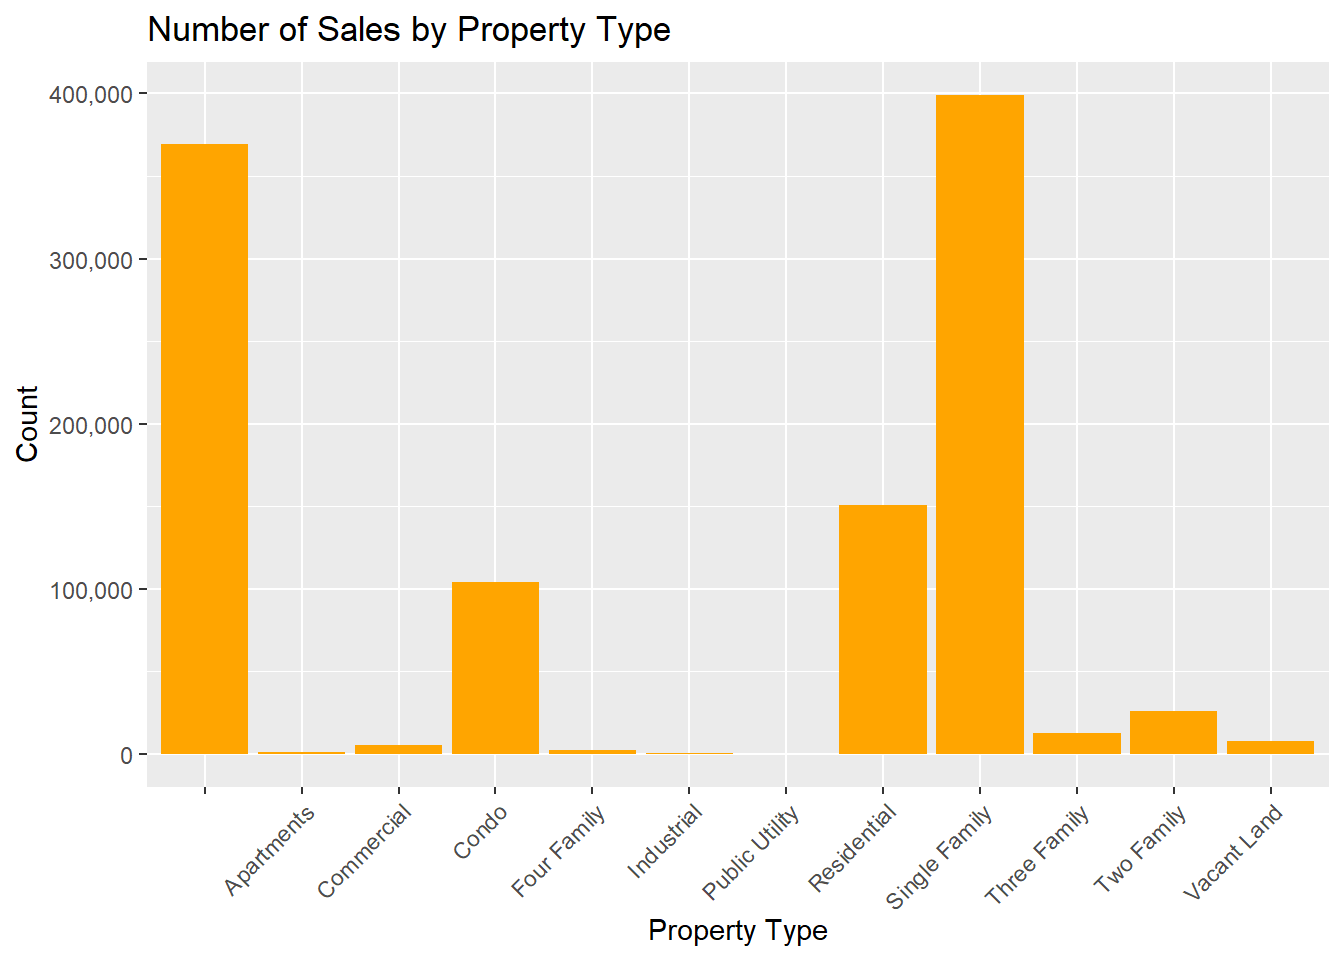 Number of Sales by Property Type
Count
400,000
300,000
200,000
100,000
0
Apartments
Commercial
Condo
Four Family
Industrial
Public Utility
Residential
Single Family
Three Family
Two Family
Vacant Land
Property Type